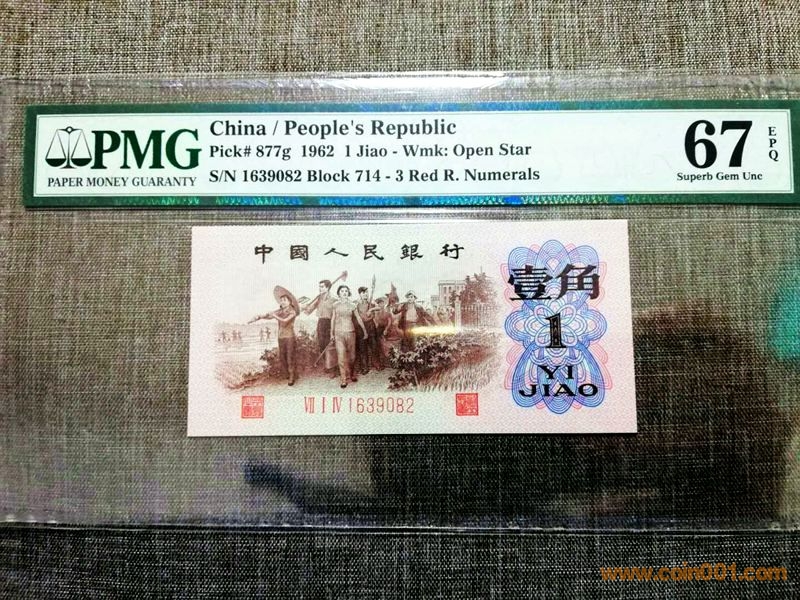 PMG
PAPER MONEY GUARANTY
China / People's Republic
Pick# 877g 1962 1 Jiao - Wmk: Open Star
S/N 1639082 Block 714 - 3 Red R. Numerals
67
EPQ
Superb Gem Unc
中國人民銀行
壹角
1
YI
JIAO
VII I IV 1639082
www.coin001.com